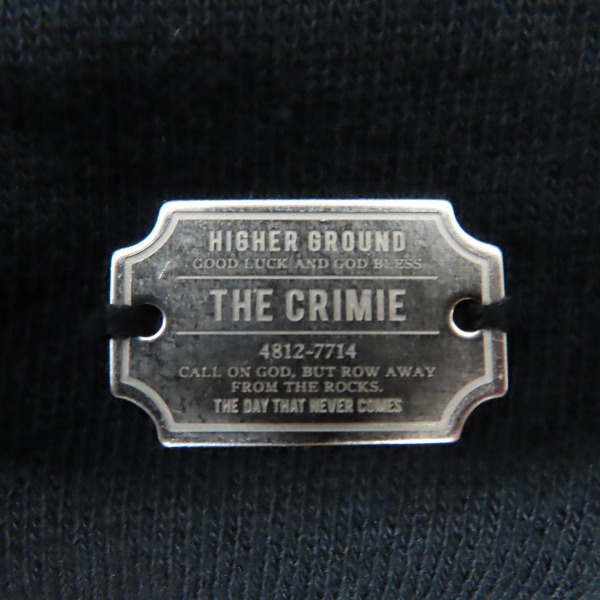 HIGHER GROUND
GOOD LUCK AND GOD BLESS
THE CRIMIE
4812-7714
CALL ON GOD, BUT ROW AWAY
FROM THE ROCKS.
THE DAY THAT NEVER COMES